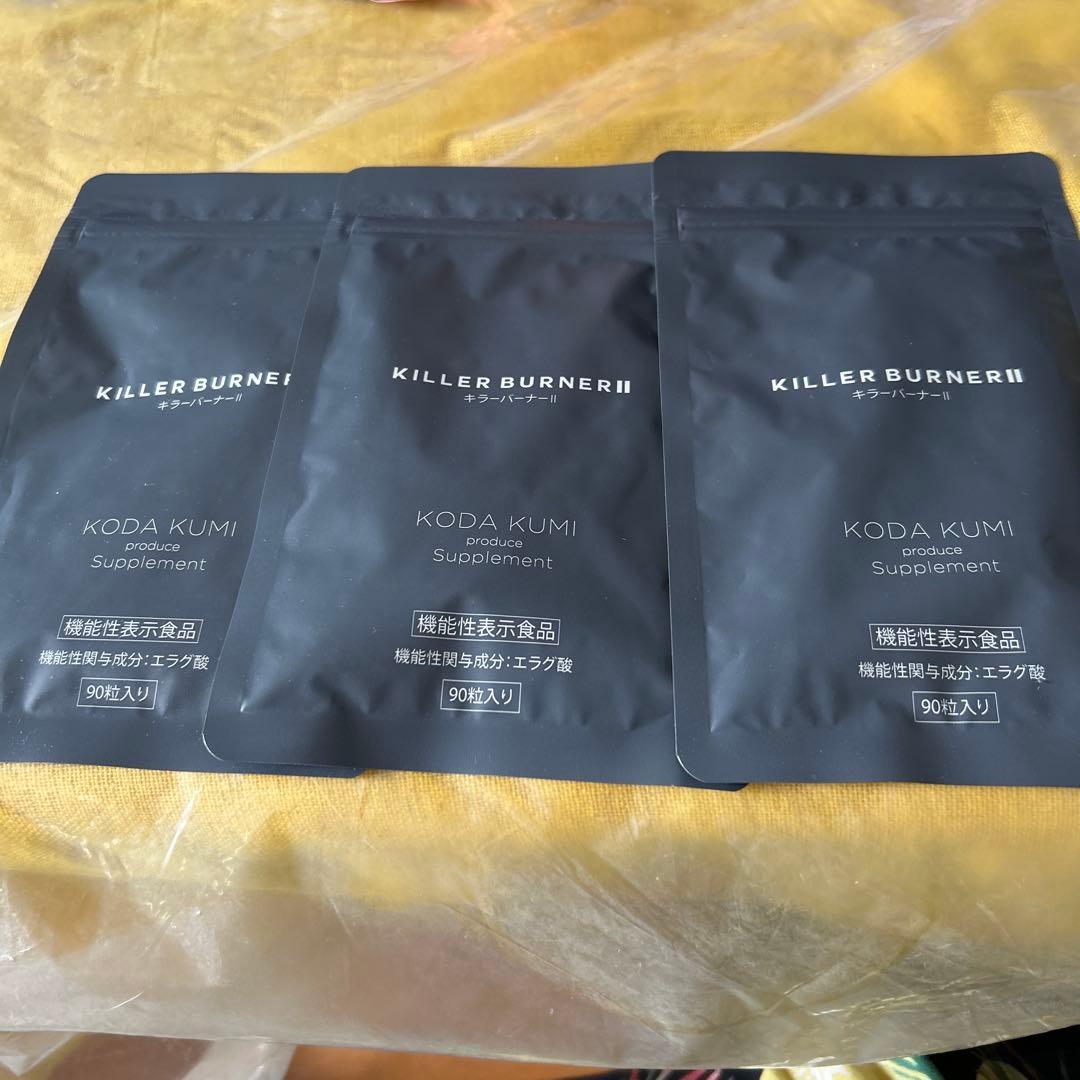 KILLER BURNER
キラーバーナーII
KODA KUMI
produce
Supplement
機能性表示食品
機能性関与成分：エラグ酸
90粒入り
KILLER BURNER II
キラーバーナーII
KODA KUMI
produce
Supplement
機能性表示食品
機能性関与成分：エラグ酸
90粒入り
KILLER BURNER II
キラーバーナーII
KODA KUMI
produce
Supplement
機能性表示食品
機能性関与成分：エラグ酸
90粒入り